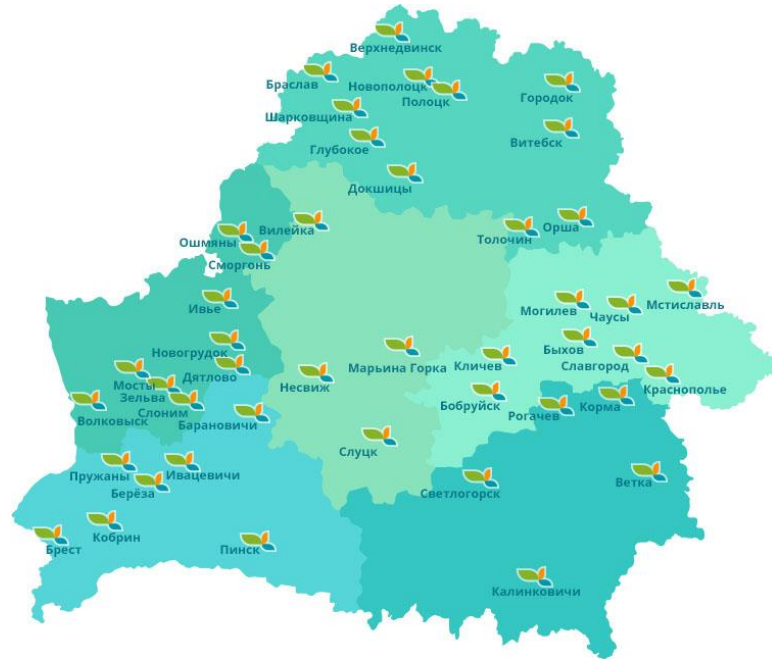 Верхнедвинск
Браслав
Новополоцк
Полоцк
Городок
Шарковщина
Глубокое
Витебск
Докшицы
Вилейка
Толочин
Орша
Ошмяны
Сморгонь
Ивье
Могилев
Чаусы
Мстиславль
Новогрудок
Марьина Горка
Кличев
Быхов
Славгород
Краснополье
Мосты
Дятлово
Зельва
Несвиж
Слоним
Волковыск
Барановичи
Бобруйск
Рогачев
Корма
Слуцк
Пружаны
Ивацевичи
Берёза
Светлогорск
Ветка
Кобрин
Брест
Пинск
Калинковичи